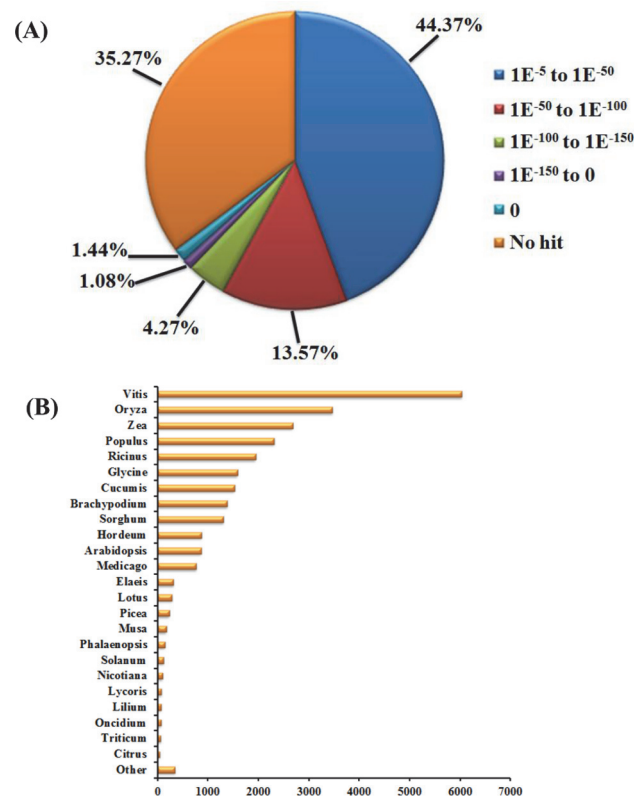 (A)
44.37%
35.27%
1.44%
1.08%
4.27%
13.57%
1E⁻⁵ to 1E⁻⁵⁰
1E⁻⁵⁰ to 1E⁻¹⁰⁰
1E⁻¹⁰⁰ to 1E⁻¹⁵⁰
1E⁻¹⁵⁰ to 0
0
No hit
(B)
Vitis
Oryza
Zea
Populus
Ricinus
Glycine
Cucumis
Brachypodium
Sorghum
Hordeum
Arabidopsis
Medicago
Elaeis
Lotus
Picea
Musa
Phalaenopsis
Solanum
Nicotiana
Lycoris
Lilium
Oncidium
Triticum
Citrus
Other
0 1000 2000 3000 4000 5000 6000 7000